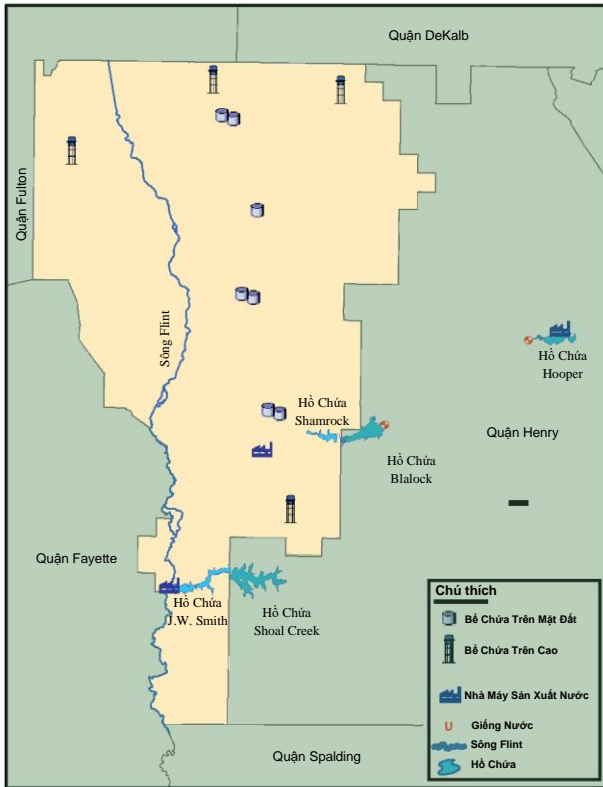 Quận DeKalb
Quận Fulton
Sông Flint
Hồ Chứa
Hooper
Hồ Chứa
Shamrock
Quận Henry
Hồ Chứa
Blalock
Quận Fayette
Hồ Chứa
J.W. Smith
Hồ Chứa
Shoal Creek
Quận Spalding
Chú thích
Bể Chứa Trên Mặt Đất
Bể Chứa Trên Cao
Nhà Máy Sản Xuất Nước
Giếng Nước
Sông Flint
Hồ Chứa